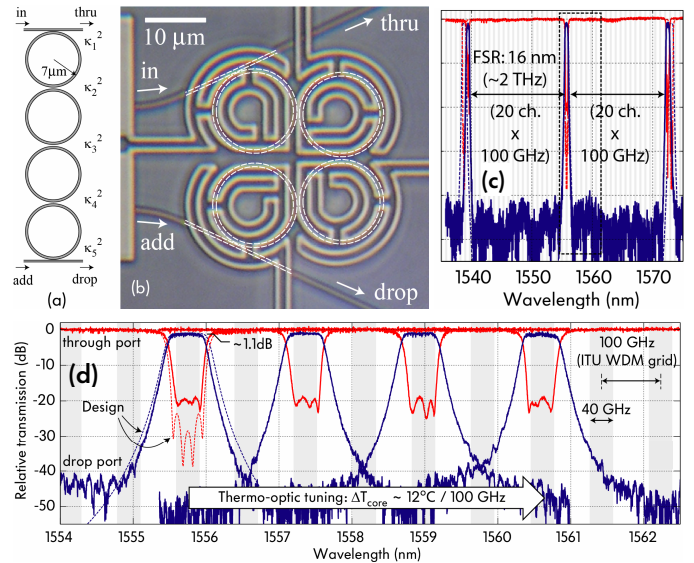 in thru
κ₁²
7μm
κ₂²
κ₃²
κ₄²
κ₅²
add drop
(a)
10 μm
thru
in
add
drop
(b)
FSR: 16 nm
(~2 THz)
(20 ch. (20 ch.
x x
100 GHz) 100 GHz)
(c)
1540 1550 1560 1570
Wavelength (nm)
Relative transmission (dB)
0
-10
-20
-30
-40
-50
through port
~1.1dB
100 GHz
(ITU WDM grid)
(d)
Design
40 GHz
drop port
Thermo-optic tuning: ΔTcore ~ 12°C / 100 GHz
1554 1555 1556 1557 1558 1559 1560 1561 1562
Wavelength (nm)